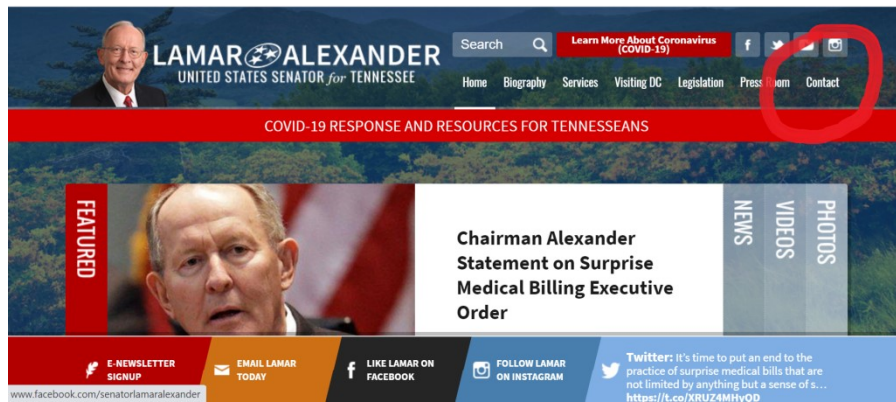 LAMAR ALEXANDER
UNITED STATES SENATOR for TENNESSEE
Search
Learn More About Coronavirus
(COVID-19)
Home Biography Services Visiting DC Legislation Press Room Contact
COVID-19 RESPONSE AND RESOURCES FOR TENNESSEANS
FEATURED
Chairman Alexander
Statement on Surprise
Medical Billing Executive
Order
NEWS
VIDEOS
PHOTOS
E-NEWSLETTER
SIGNUP
EMAIL LAMAR
TODAY
LIKE LAMAR ON
FACEBOOK
FOLLOW LAMAR
ON INSTAGRAM
Twitter: It's time to put an end to the
practice of surprise medical bills that are
not limited by anything but a sense of s...
https://t.co/XRUZ4MHyQD
www.facebook.com/senatorlamaralexander